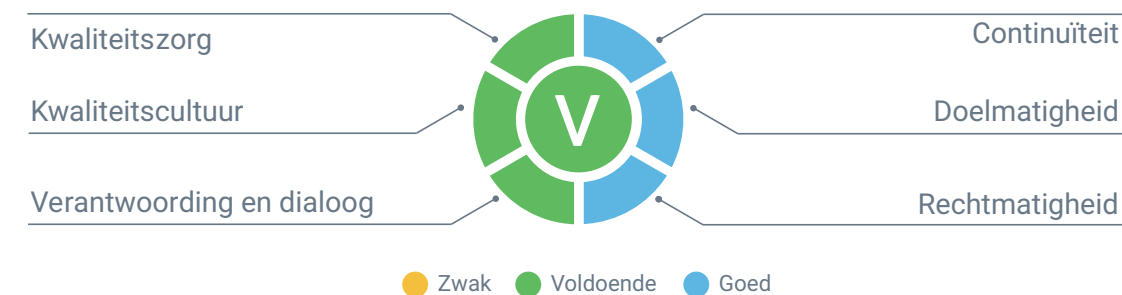 Kwaliteitszorg
Continuïteit
V
Kwaliteitscultuur
Doelmatigheid
Verantwoording en dialoog
Rechtmatigheid
Zwak Voldoende Goed